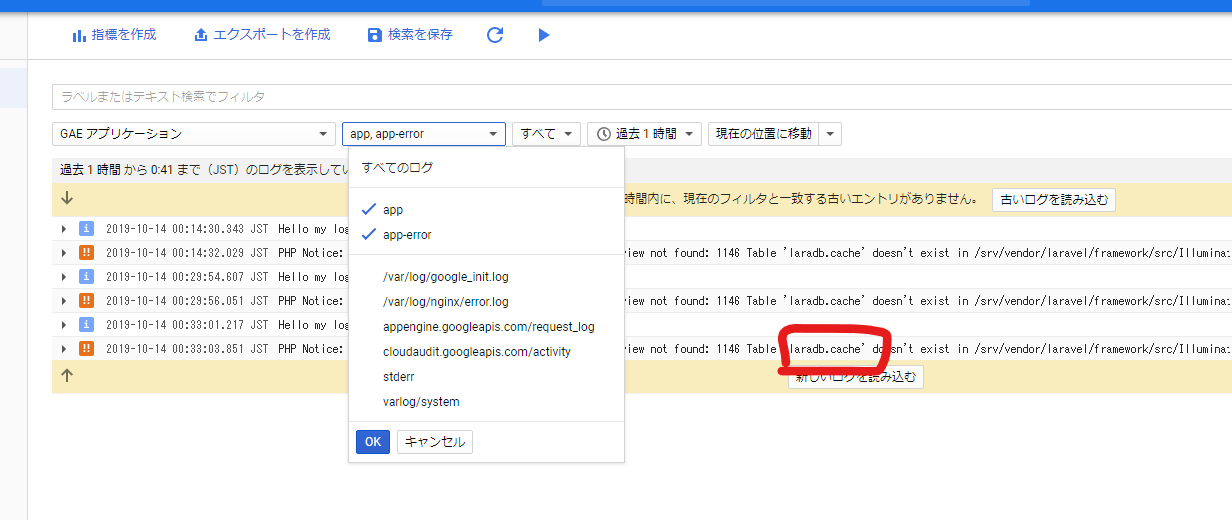 指標を作成 エクスポートを作成 検索を保存
ラベルまたはテキスト検索でフィルタ
GAE アプリケーション app, app-error すべて 過去 1 時間 現在の位置に移動
過去 1 時間 から 0:41 まで（JST）のログを表示してい
すべてのログ
時間内に、現在のフィルタと一致する古いエントリがありません。 古いログを読み込む
app
app-error
/var/log/google_init.log
/var/log/nginx/error.log
appengine.googleapis.com/request_log
cloudaudit.googleapis.com/activity
stderr
varlog/system
OK キャンセル
2019-10-14 00:14:30.343 JST Hello my log
2019-10-14 00:14:32.029 JST PHP Notice: view not found: 1146 Table 'laradb.cache' doesn't exist in /srv/vendor/laravel/framework/src/Illumina
2019-10-14 00:29:54.607 JST Hello my log
2019-10-14 00:29:56.051 JST PHP Notice: view not found: 1146 Table 'laradb.cache' doesn't exist in /srv/vendor/laravel/framework/src/Illumina
2019-10-14 00:33:01.217 JST Hello my log
2019-10-14 00:33:03.851 JST PHP Notice: view not found: 1146 Table 'laradb.cache' doesn't exist in /srv/vendor/laravel/framework/src/Illumina
新しいログを読み込む